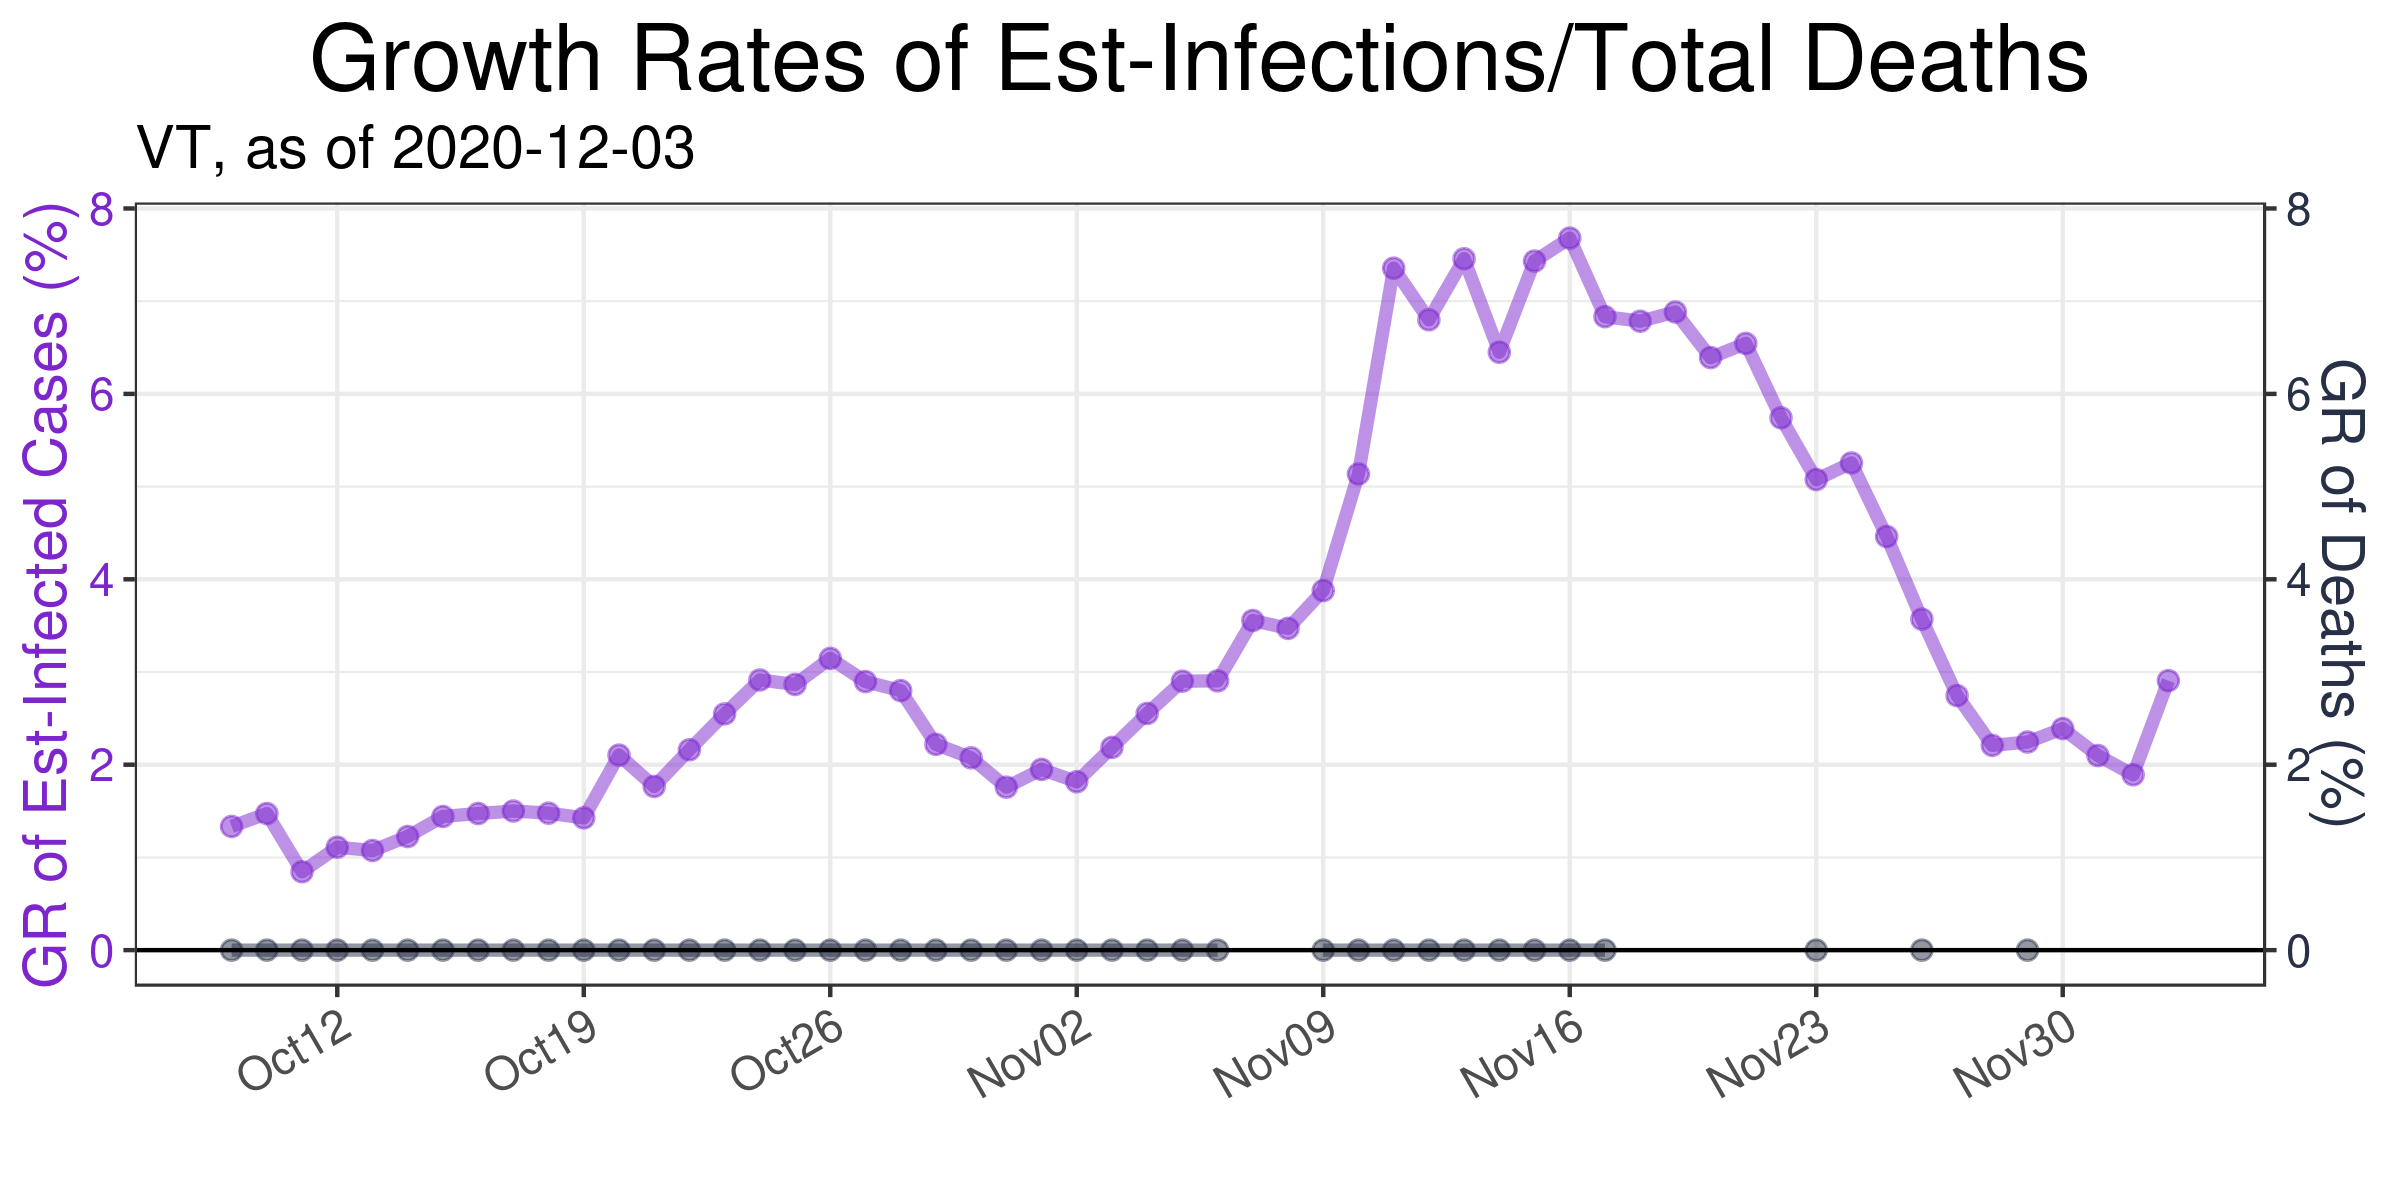 Growth Rates of Est-Infections/Total Deaths
VT, as of 2020-12-03
GR of Est-Infected Cases (%)
8
6
4
2
0
8
6
4
2
0
GR of Deaths (%)
Oct12
Oct19
Oct26
Nov02
Nov09
Nov16
Nov23
Nov30